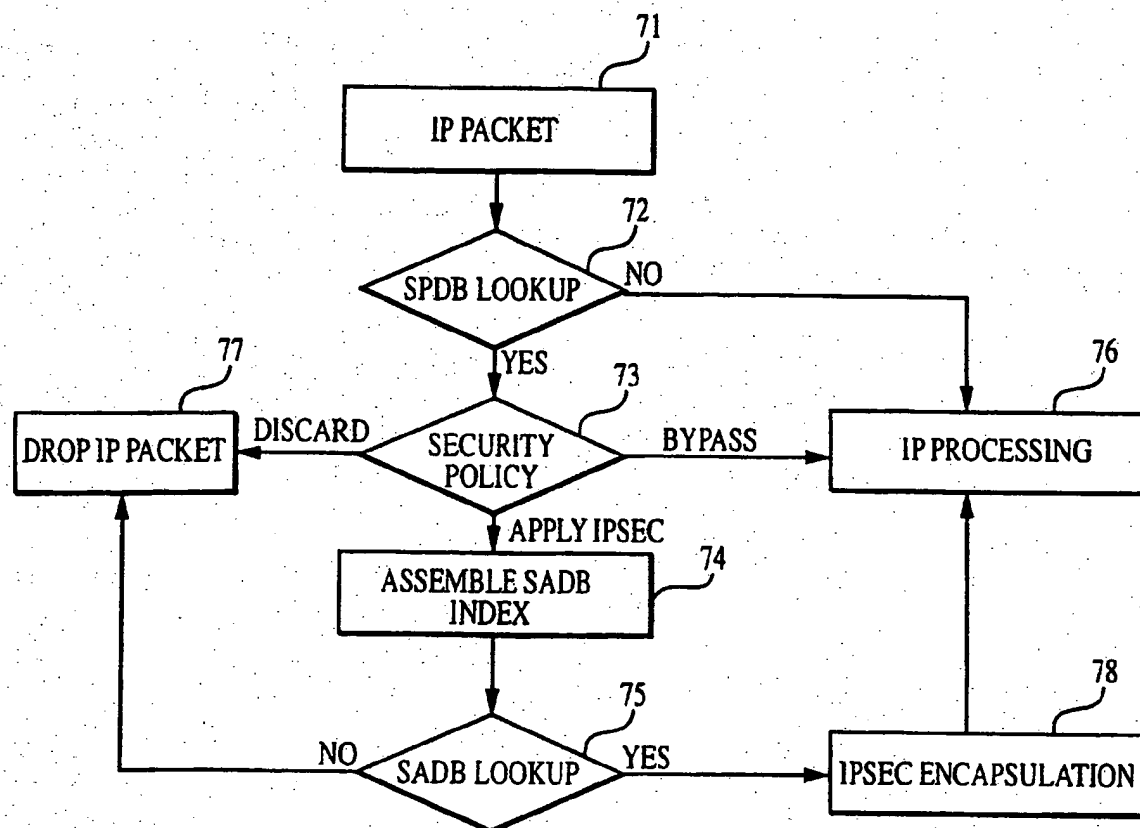 71
IP PACKET
72
SPDB LOOKUP
NO
YES
77
73
76
DROP IP PACKET
DISCARD
SECURITY
POLICY
BYPASS
IP PROCESSING
APPLY IPSEC
74
ASSEMBLE SADB
INDEX
75
78
NO
SADB LOOKUP
YES
IPSEC ENCAPSULATION